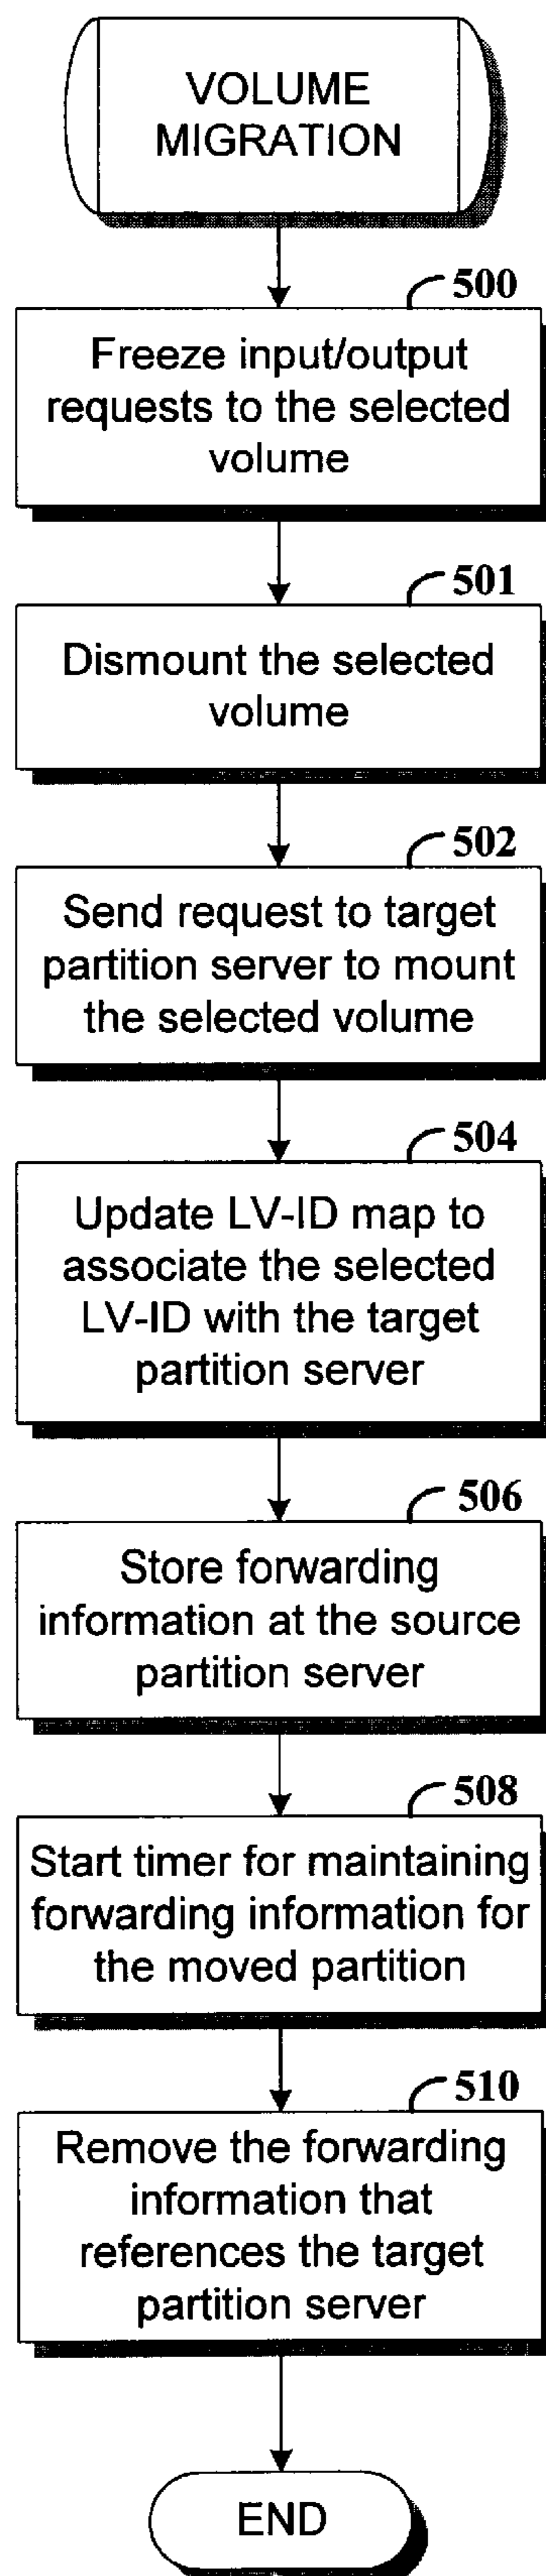 VOLUME
MIGRATION
500
Freeze input/output
requests to the selected
volume
501
Dismount the selected
volume
502
Send request to target
partition server to mount
the selected volume
504
Update LV-ID map to
associate the selected
LV-ID with the target
partition server
506
Store forwarding
information at the source
partition server
508
Start timer for maintaining
forwarding information for
the moved partition
510
Remove the forwarding
information that
references the target
partition server
END